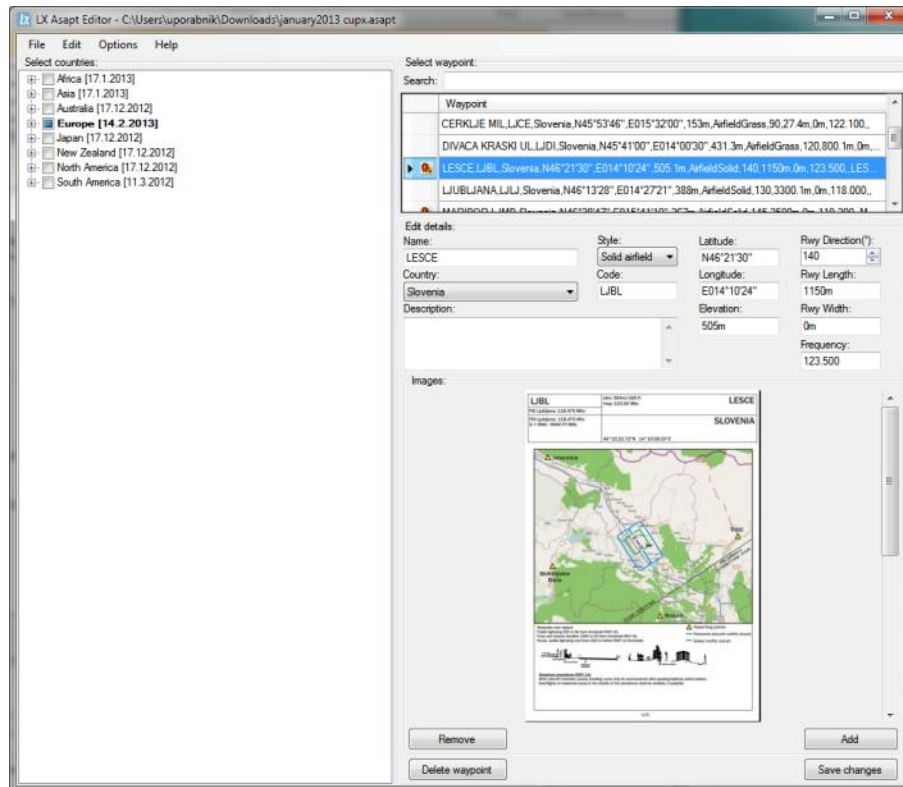 LX Asapt Editor - C:\Users\uporabnik\Downloads\january2013 cupx.asapt
File Edit Options Help
Select countries:
Africa [17.1.2013]
Asia [17.1.2013]
Australia [17.12.2012]
Europe [14.2.2013]
Japan [17.12.2012]
New Zealand [17.12.2012]
North America [17.12.2012]
South America [11.3.2012]
Select waypoint:
Search:
Waypoint
CERKLJE MIL,LJCE,Slovenia,N45°53'46",E015°32'00",153m,AirfieldGrass,90,27.4m,0m,122.100,,
DIVACA KRASKI UL,LJDI,Slovenia,N45°41'00",E014°00'30",431.3m,AirfieldGrass,120,800.1m,0m,...
LESCE,LJBL,Slovenia,N46°21'30",E014°10'24",505.1m,AirfieldSolid,140,1150m,0m,123.500,,LES...
LJUBLJANA,LJLJ,Slovenia,N46°13'28",E014°27'21",388m,AirfieldSolid,130,3300.1m,0m,118.000,,
Edit details:
Name: Style: Latitude: Rwy Direction(°):
LESCE Solid airfield N46°21'30" 140
Country: Code: Longitude: Rwy Length:
Slovenia LJBL E014°10'24" 1150m
Description: Elevation: Rwy Width:
505m 0m
Frequency:
123.500
Images:
LJBL LESCE
SLOVENIA
Jesenice
Bohinjska
Bela
Reporting points
Remove Add
Delete waypoint Save changes